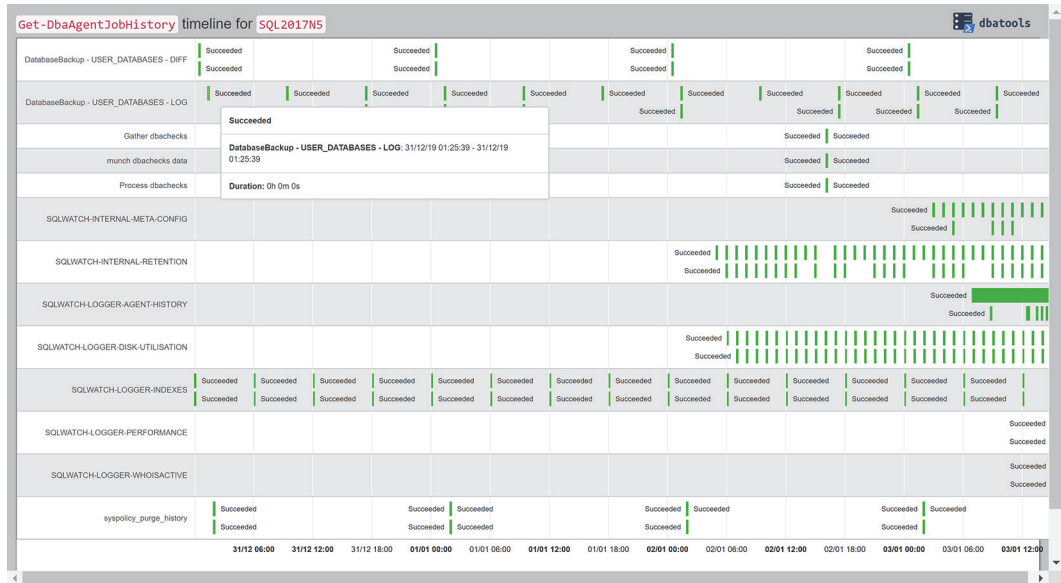 Get-DbaAgentJobHistory timeline for SQL2017N5
dbatools
DatabaseBackup - USER_DATABASES - DIFF
Succeeded Succeeded Succeeded Succeeded
Succeeded Succeeded Succeeded Succeeded
DatabaseBackup - USER_DATABASES - LOG
Succeeded Succeeded Succeeded Succeeded Succeeded Succeeded Succeeded Succeeded Succeeded Succeeded Succeeded
Succeeded Succeeded Succeeded Succeeded
Succeeded
DatabaseBackup - USER_DATABASES - LOG: 31/12/19 01:25:39 - 31/12/19
01:25:39
Duration: 0h 0m 0s
Gather dbachecks
Succeeded Succeeded
munch dbachecks data
Succeeded Succeeded
Process dbachecks
Succeeded Succeeded
SQLWATCH-INTERNAL-META-CONFIG
Succeeded
Succeeded
SQLWATCH-INTERNAL-RETENTION
Succeeded
Succeeded
SQLWATCH-LOGGER-AGENT-HISTORY
Succeeded
Succeeded
SQLWATCH-LOGGER-DISK-UTILISATION
Succeeded
Succeeded
SQLWATCH-LOGGER-INDEXES
Succeeded Succeeded Succeeded Succeeded Succeeded Succeeded Succeeded Succeeded Succeeded Succeeded Succeeded Succeeded Succeeded Succeeded
Succeeded Succeeded Succeeded Succeeded Succeeded Succeeded Succeeded Succeeded Succeeded Succeeded Succeeded Succeeded Succeeded Succeeded
SQLWATCH-LOGGER-PERFORMANCE
Succeeded
Succeeded
SQLWATCH-LOGGER-WHOISACTIVE
Succeeded
Succeeded
syspolicy_purge_history
Succeeded Succeeded Succeeded Succeeded Succeeded Succeeded Succeeded
Succeeded Succeeded Succeeded Succeeded Succeeded
31/12 06:00 31/12 12:00 31/12 18:00 01/01 00:00 01/01 06:00 01/01 12:00 01/01 18:00 02/01 00:00 02/01 06:00 02/01 12:00 02/01 18:00 03/01 00:00 03/01 06:00 03/01 12:00